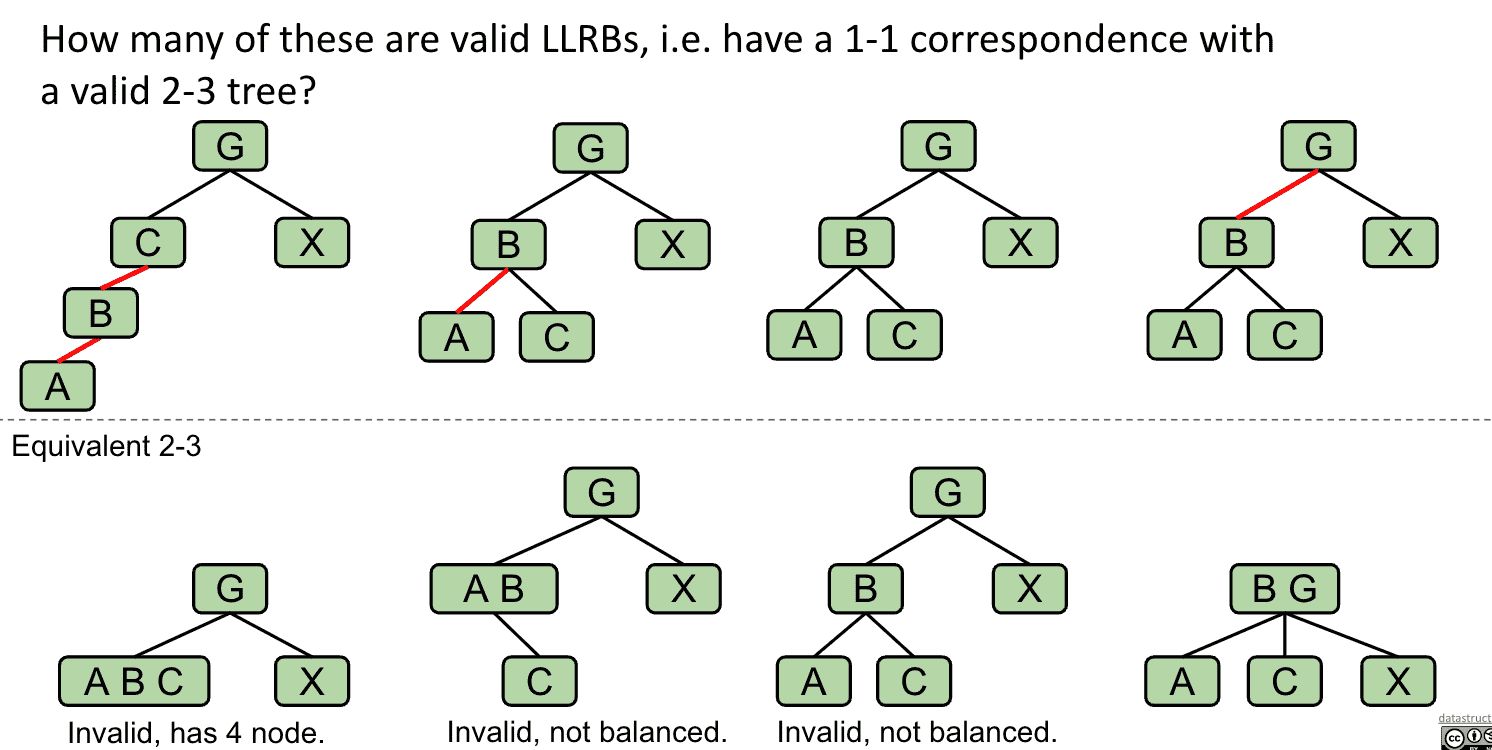 How many of these are valid LLRBs, i.e. have a 1-1 correspondence with
a valid 2-3 tree?
G G G G
C X B X B X B X
B
A C A C A C
A
Equivalent 2-3
G G
G A B X B X B G
A B C X C A C A C X
Invalid, has 4 node. Invalid, not balanced. Invalid, not balanced.
datastruct
cc